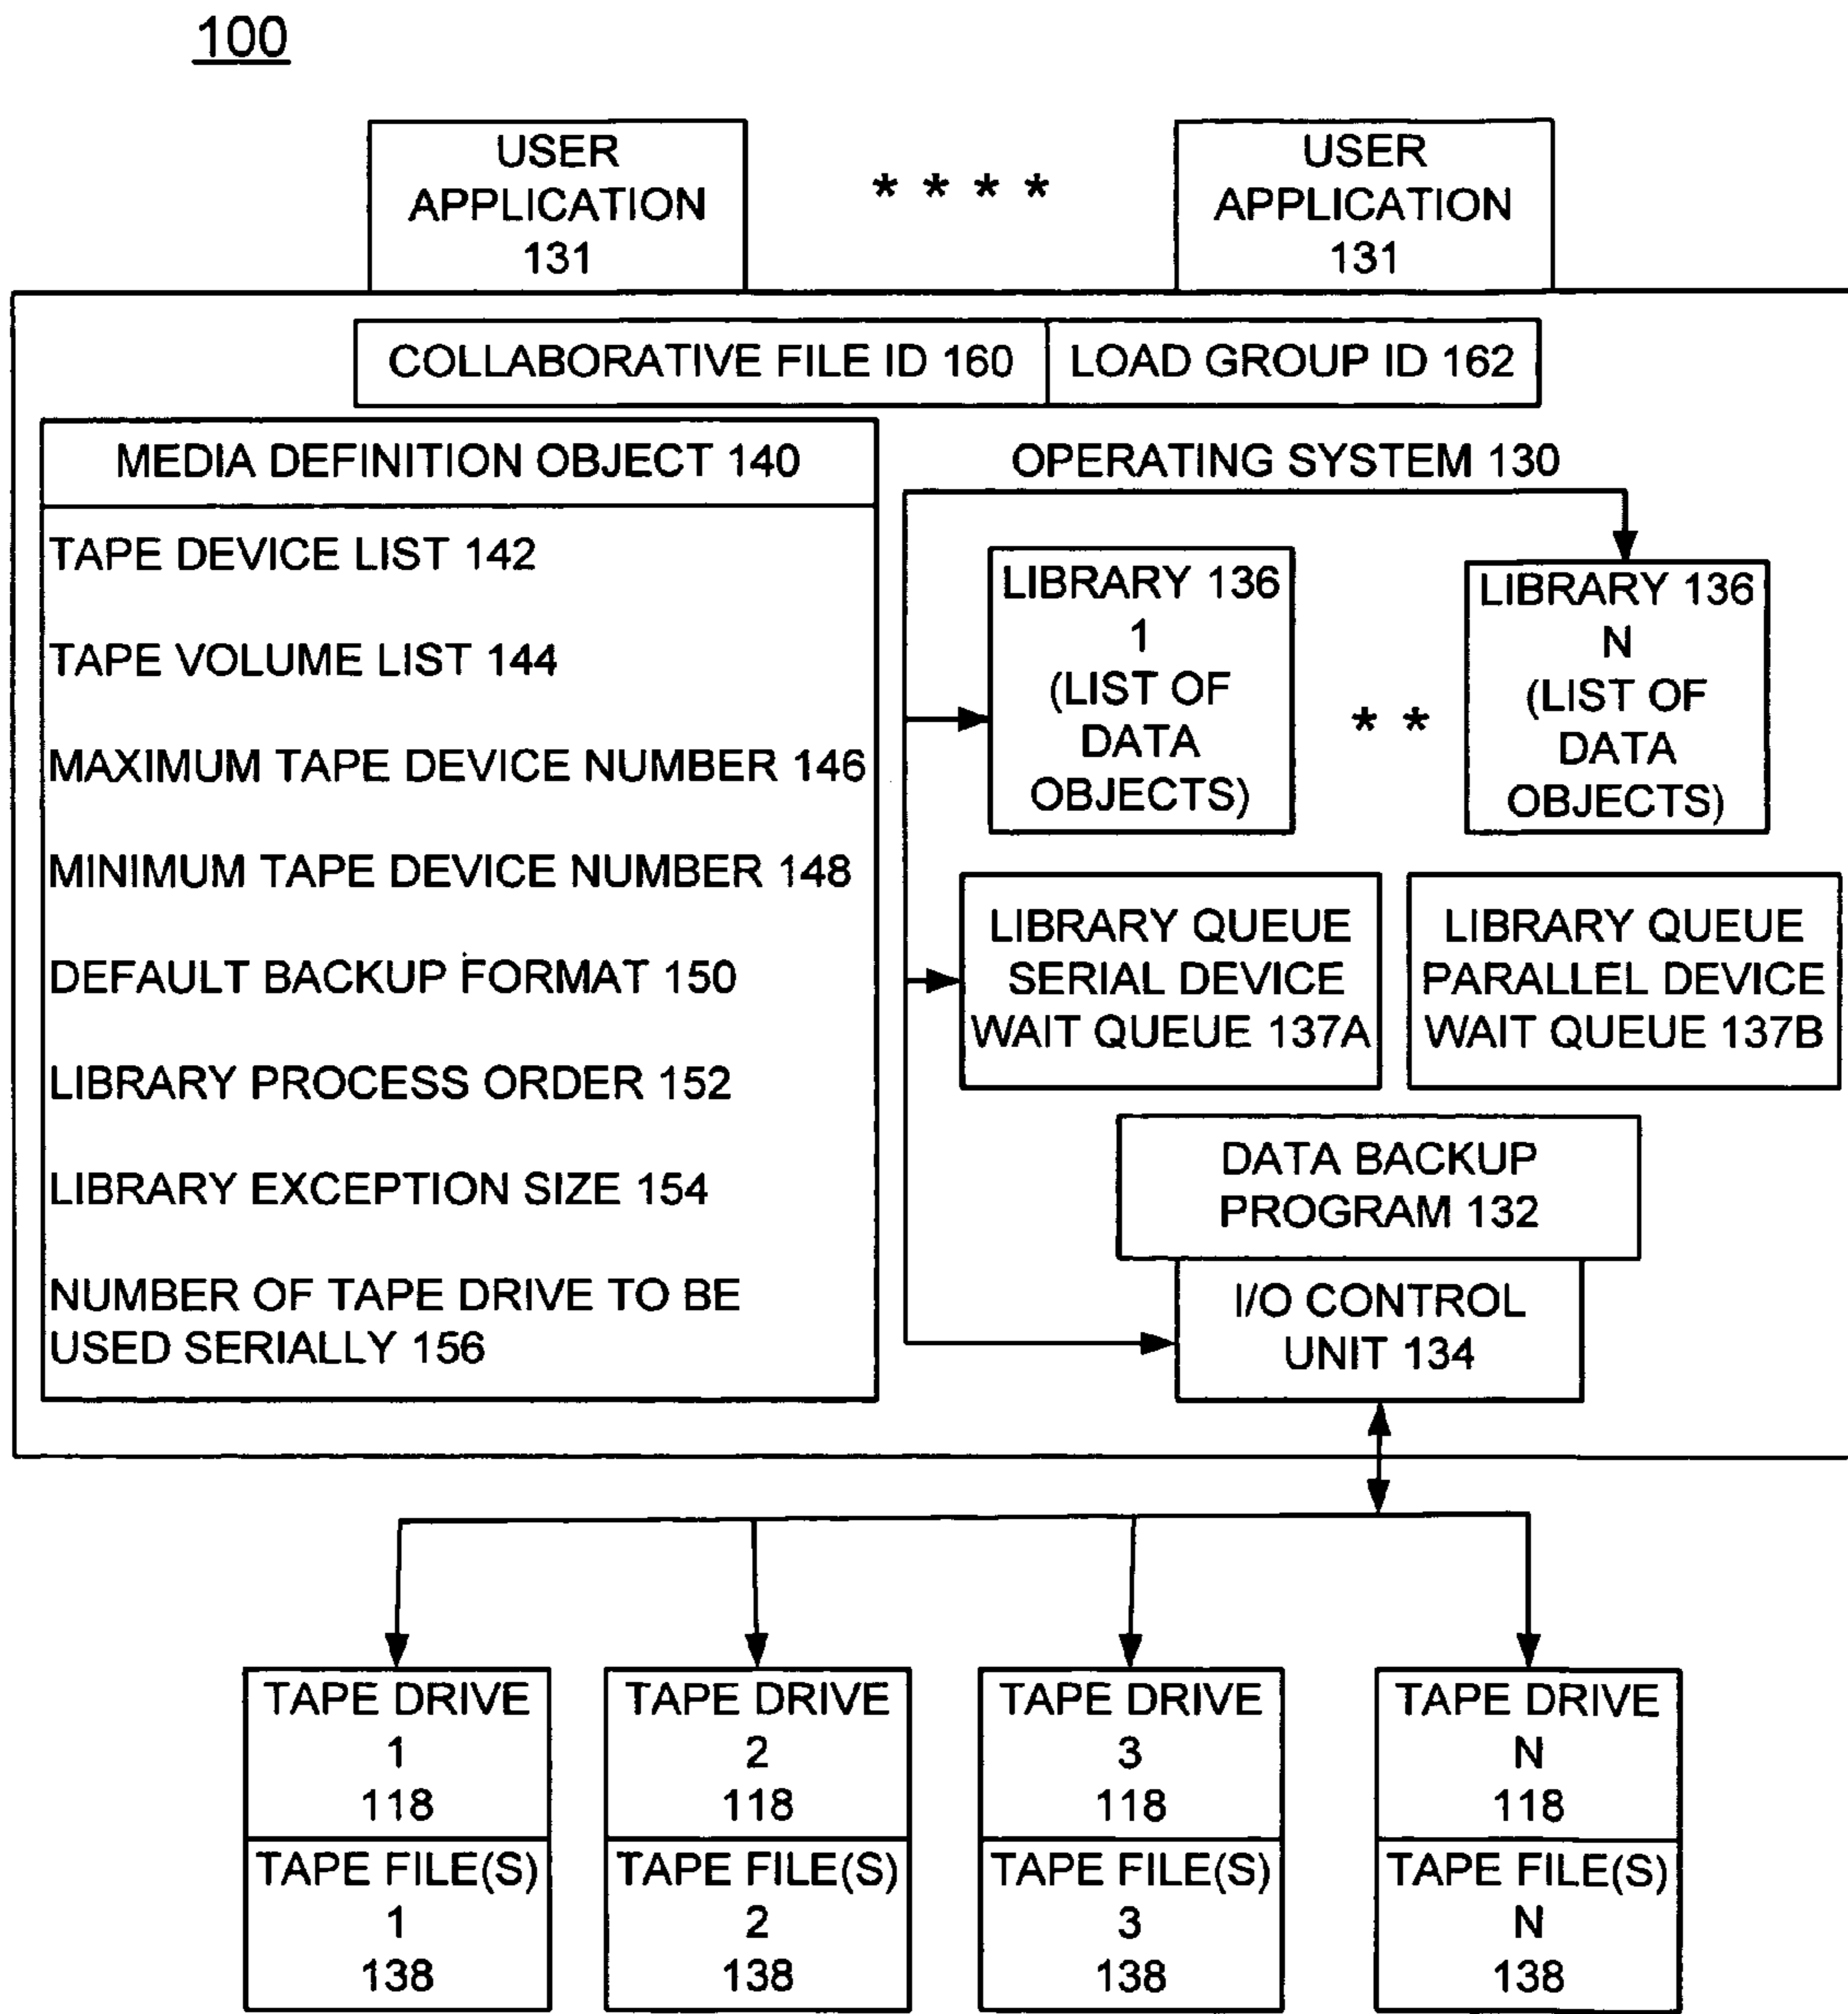 100
USER
APPLICATION
131
* * * *
USER
APPLICATION
131
COLLABORATIVE FILE ID 160
LOAD GROUP ID 162
MEDIA DEFINITION OBJECT 140
TAPE DEVICE LIST 142
TAPE VOLUME LIST 144
MAXIMUM TAPE DEVICE NUMBER 146
MINIMUM TAPE DEVICE NUMBER 148
DEFAULT BACKUP FORMAT 150
LIBRARY PROCESS ORDER 152
LIBRARY EXCEPTION SIZE 154
NUMBER OF TAPE DRIVE TO BE
USED SERIALLY 156
OPERATING SYSTEM 130
LIBRARY 136
1
(LIST OF
DATA
OBJECTS)
* *
LIBRARY 136
N
(LIST OF
DATA
OBJECTS)
LIBRARY QUEUE
SERIAL DEVICE
WAIT QUEUE 137A
LIBRARY QUEUE
PARALLEL DEVICE
WAIT QUEUE 137B
DATA BACKUP
PROGRAM 132
I/O CONTROL
UNIT 134
TAPE DRIVE
1
118
TAPE FILE(S)
1
138
TAPE DRIVE
2
118
TAPE FILE(S)
2
138
TAPE DRIVE
3
118
TAPE FILE(S)
3
138
TAPE DRIVE
N
118
TAPE FILE(S)
N
138